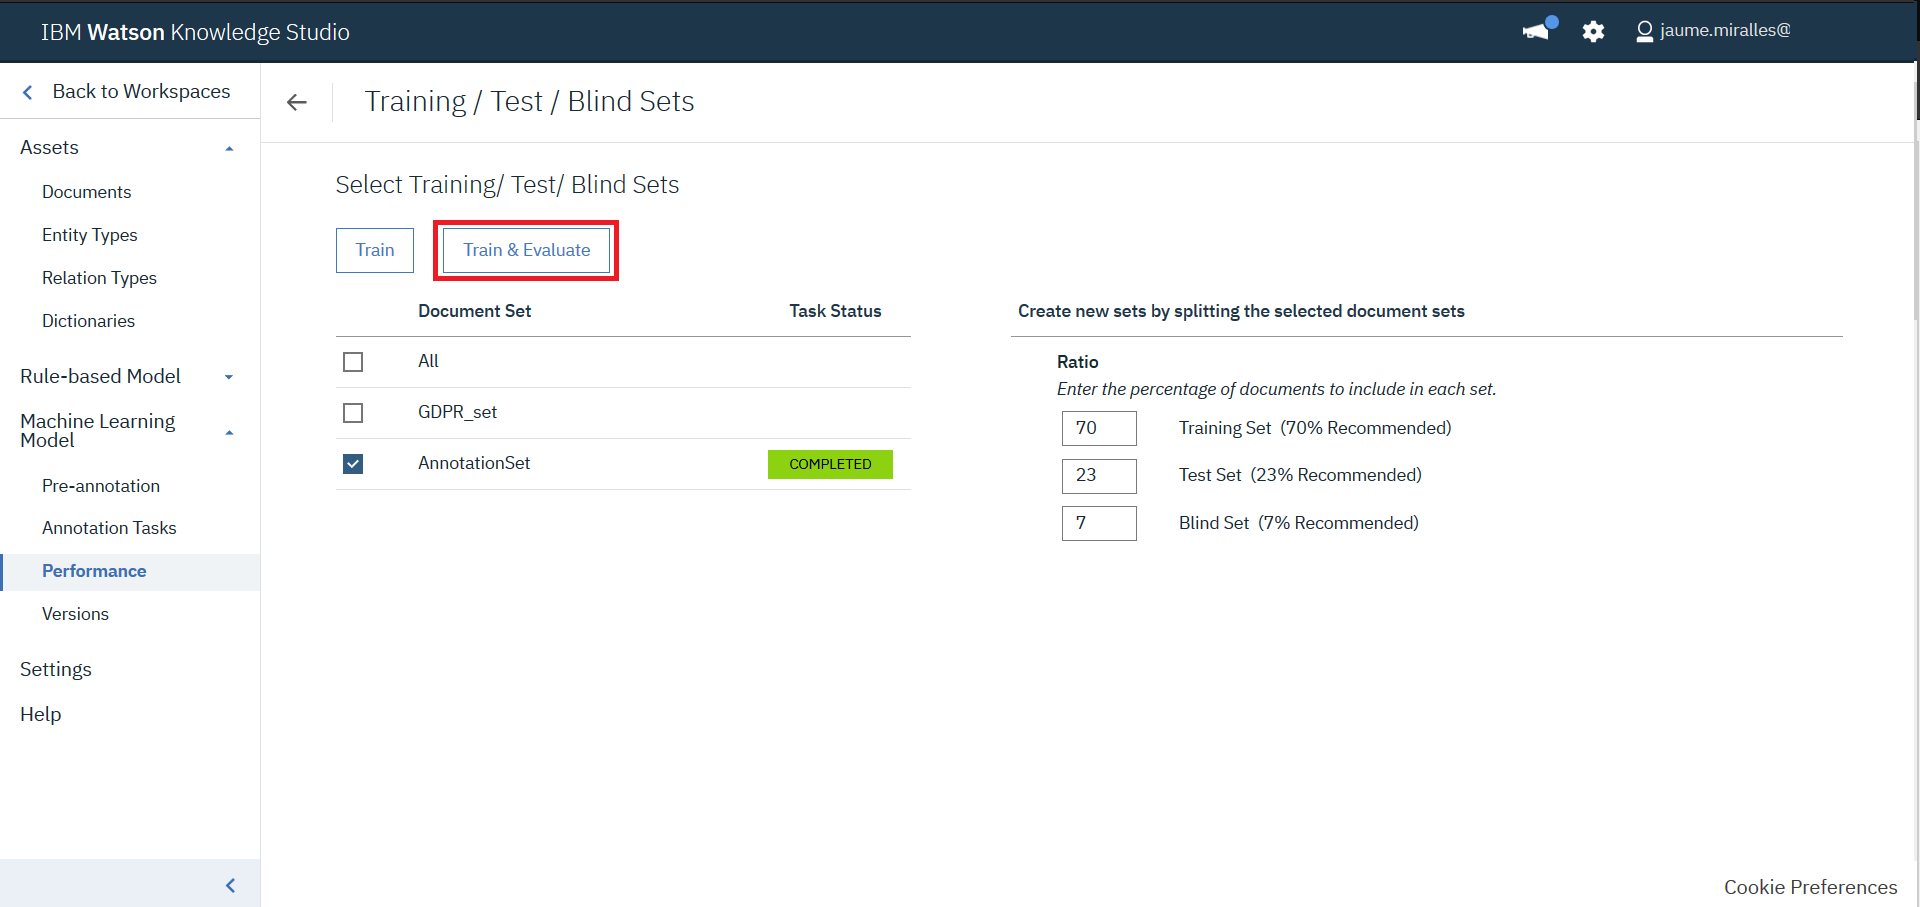 IBM Watson Knowledge Studio
jaume.miralles@
Back to Workspaces
Training / Test / Blind Sets
Assets
Documents
Entity Types
Relation Types
Dictionaries
Rule-based Model
Machine Learning
Model
Pre-annotation
Annotation Tasks
Performance
Versions
Settings
Help
Select Training/ Test/ Blind Sets
Train
Train & Evaluate
Document Set Task Status
All
GDPR_set
AnnotationSet COMPLETED
Create new sets by splitting the selected document sets
Ratio
Enter the percentage of documents to include in each set.
70 Training Set (70% Recommended)
23 Test Set (23% Recommended)
7 Blind Set (7% Recommended)
Cookie Preferences